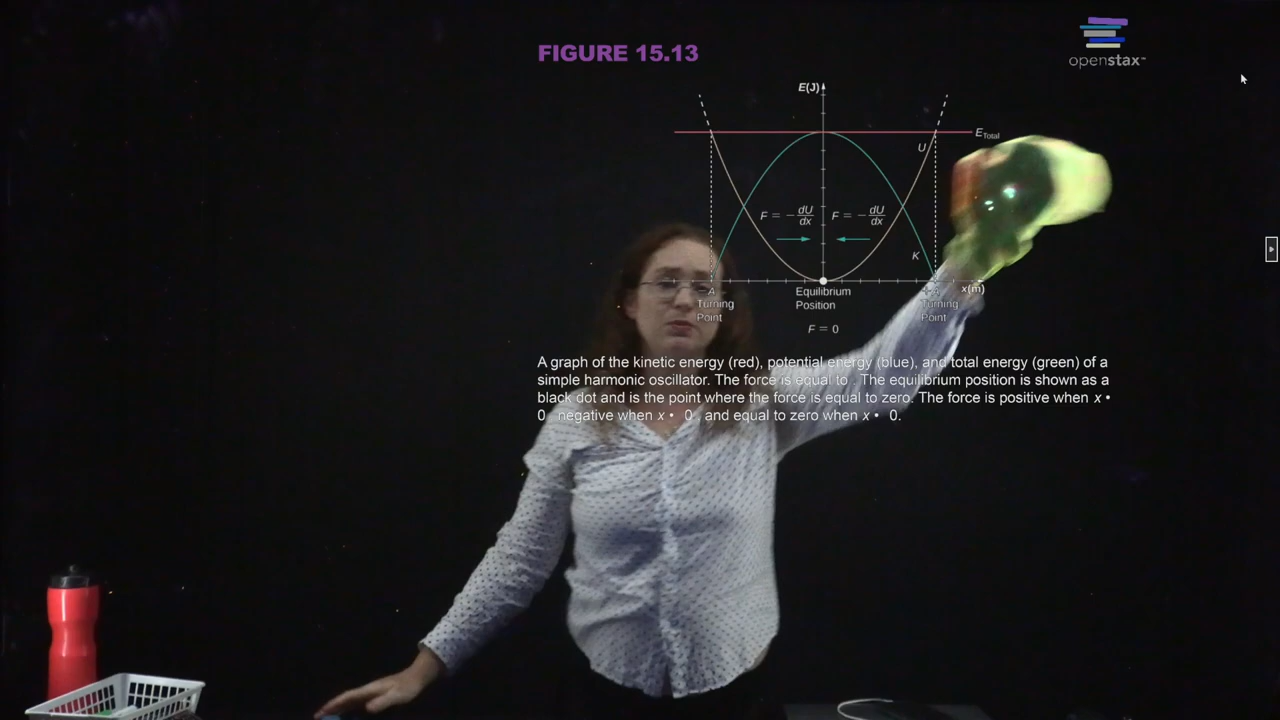 FIGURE 15.13
openstax™
E(J)
E Total
U
F = − dU/dx
F = − dU/dx
K
Equilibrium
Position
x(m)
Turning
Point
Turning
Point
F = 0
A graph of the kinetic energy (red), potential energy (blue), and total energy (green) of a
simple harmonic oscillator. The force is equal to . The equilibrium position is shown as a
black dot and is the point where the force is equal to zero. The force is positive when x •
0 , negative when x • 0 , and equal to zero when x • 0.